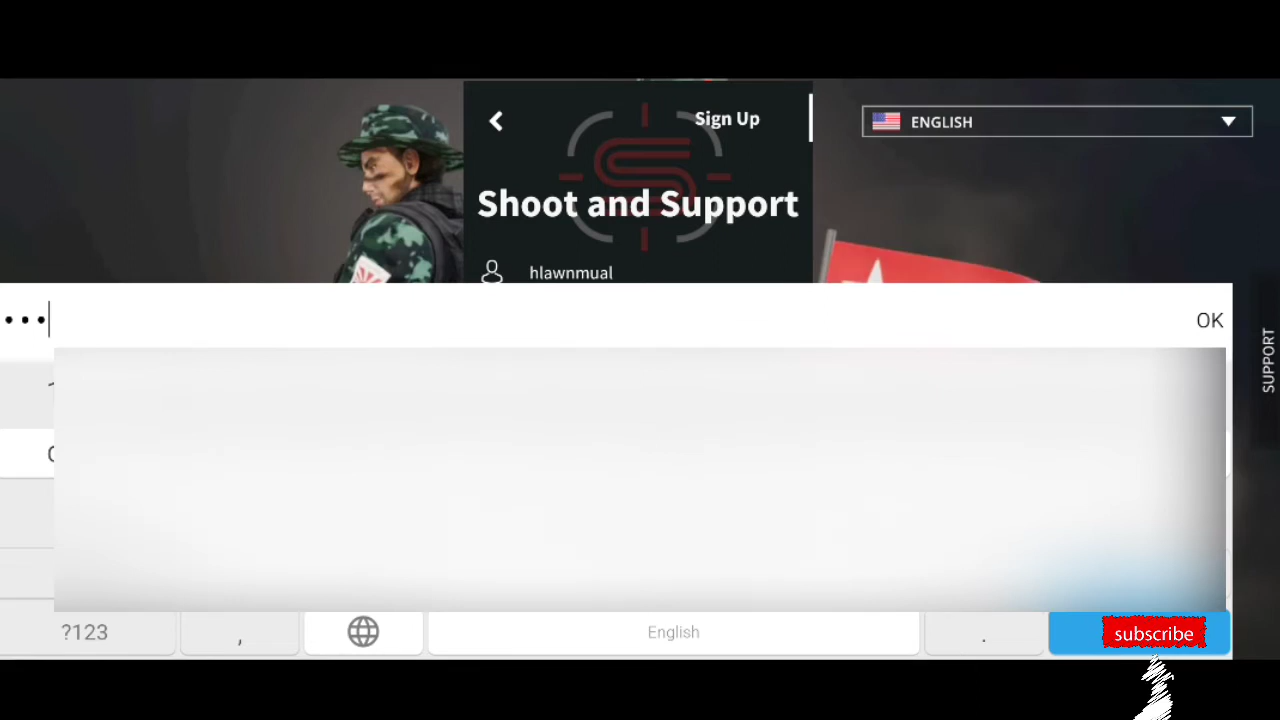 Sign Up
ENGLISH
Shoot and Support
hlawnmual
OK
SUPPORT
?123
,
English
.
subscribe